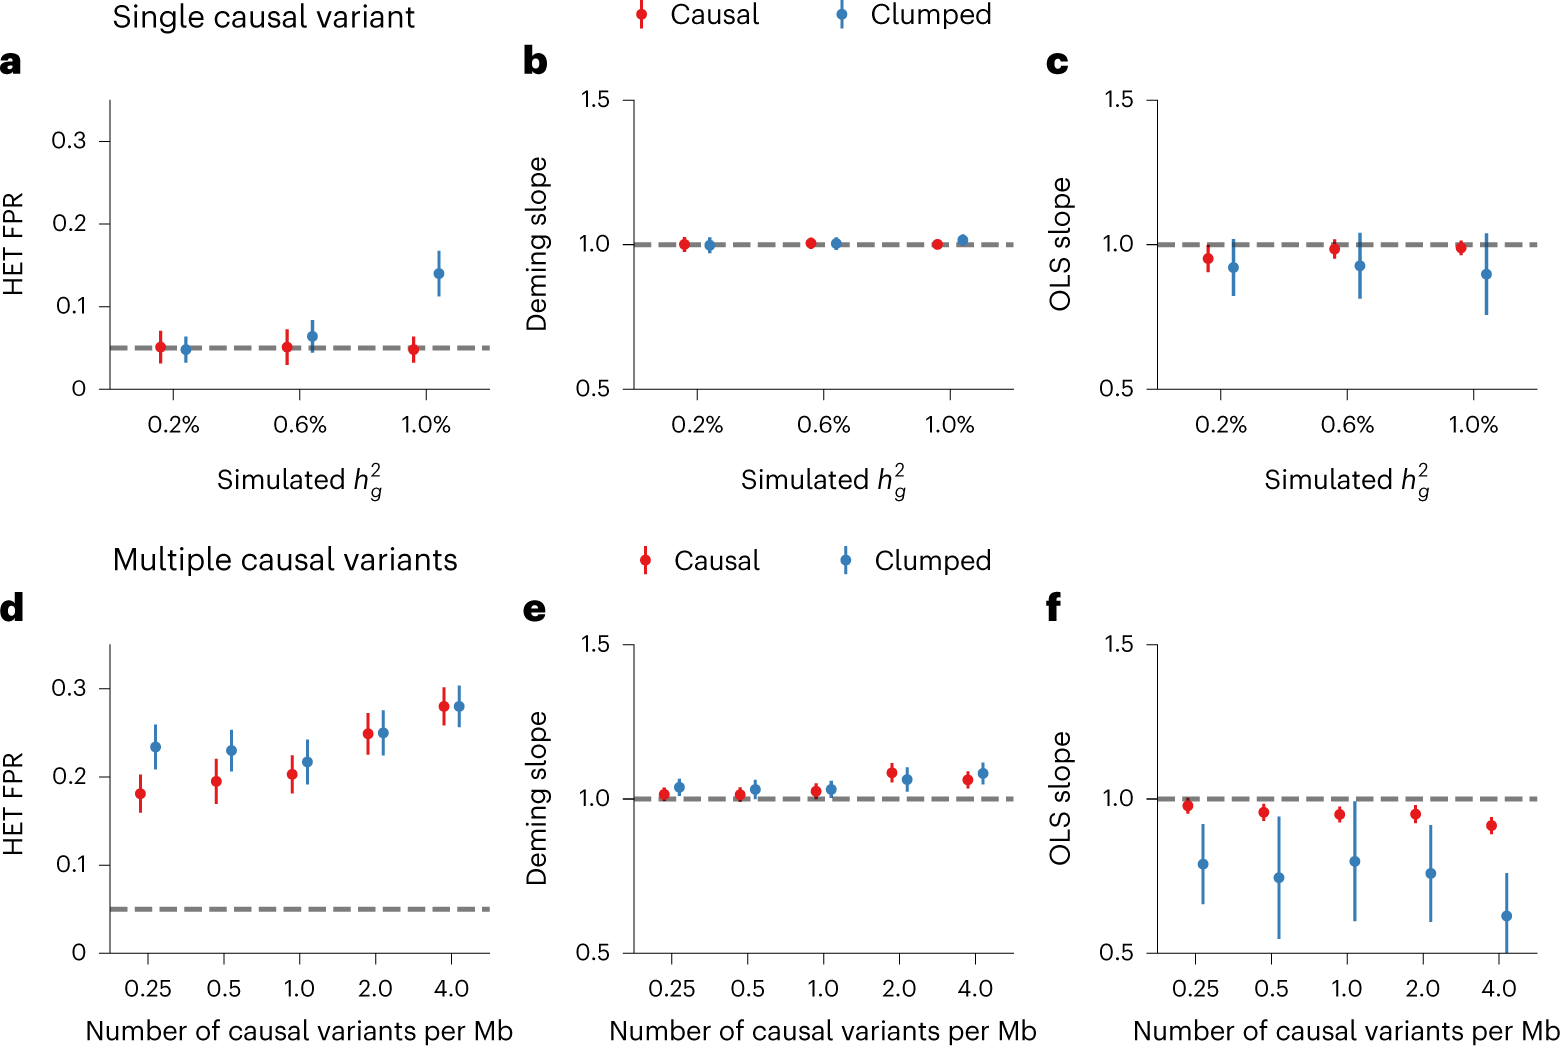 Single causal variant
Causal Clumped
a
HET FPR
0.3
0.2
0.1
0
0.2% 0.6% 1.0%
Simulated h_g^2
b
Deming slope
1.5
1.0
0.5
0.2% 0.6% 1.0%
Simulated h_g^2
c
OLS slope
1.5
1.0
0.5
0.2% 0.6% 1.0%
Simulated h_g^2
Multiple causal variants
Causal Clumped
d
HET FPR
0.3
0.2
0.1
0
0.25 0.5 1.0 2.0 4.0
Number of causal variants per Mb
e
Deming slope
1.5
1.0
0.5
0.25 0.5 1.0 2.0 4.0
Number of causal variants per Mb
f
OLS slope
1.5
1.0
0.5
0.25 0.5 1.0 2.0 4.0
Number of causal variants per Mb